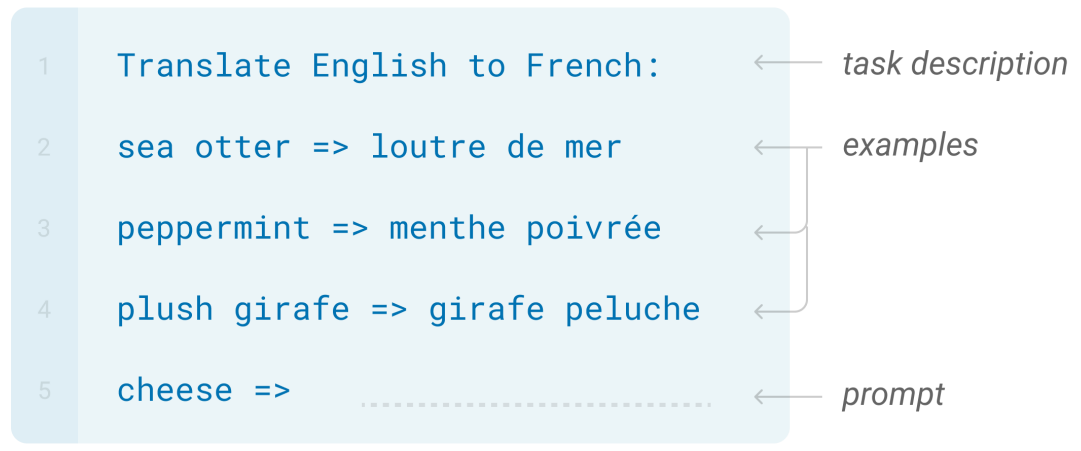 1 Translate English to French: task description
2 sea otter => loutre de mer examples
3 peppermint => menthe poivrée
4 plush girafe => girafe peluche
5 cheese => prompt